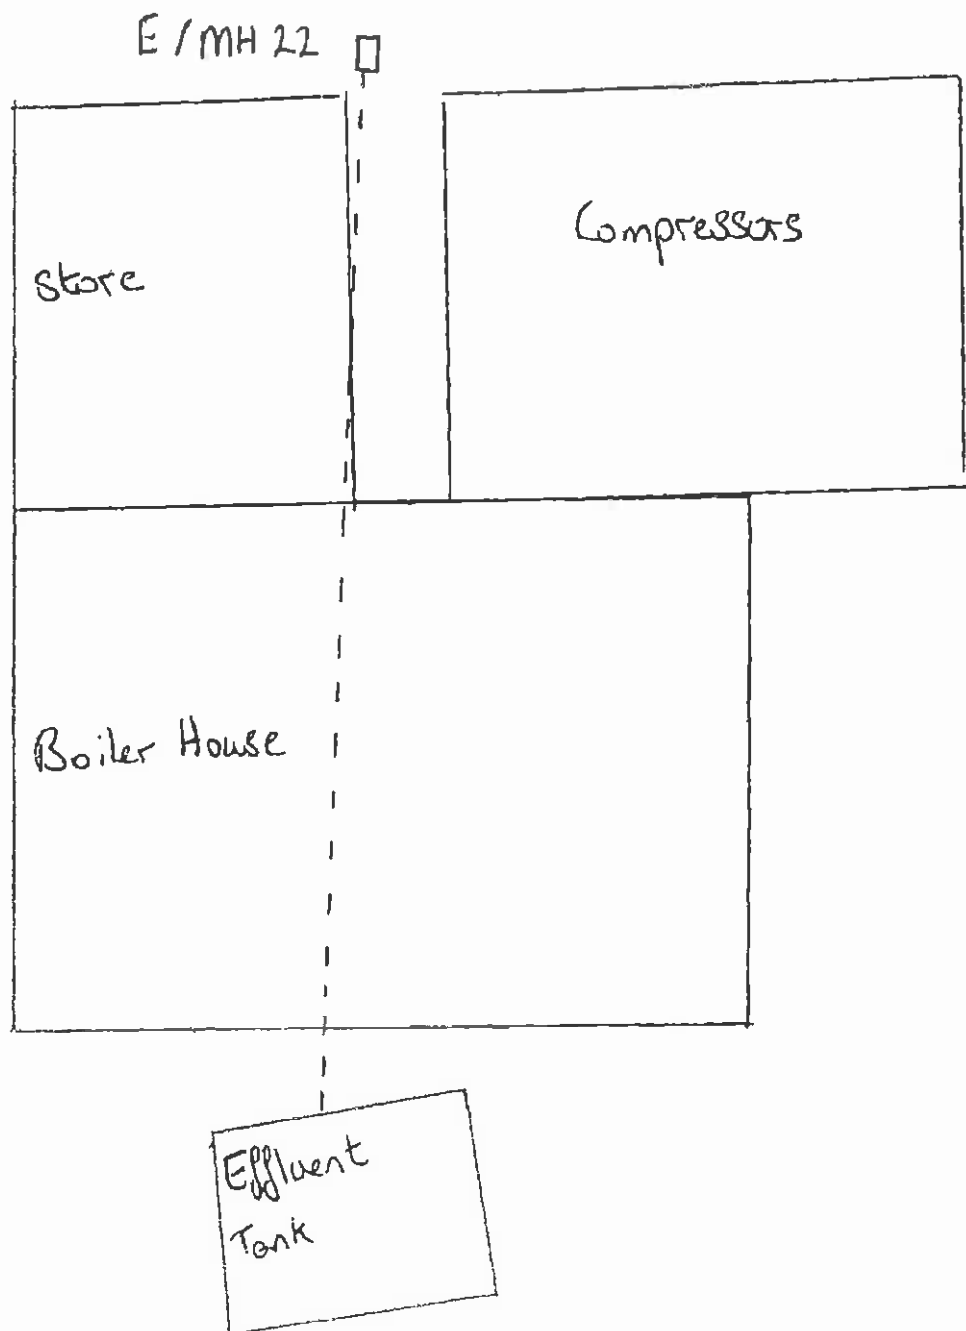 E / MH 22
Compressors
store
Boiler House
Effluent
Tank